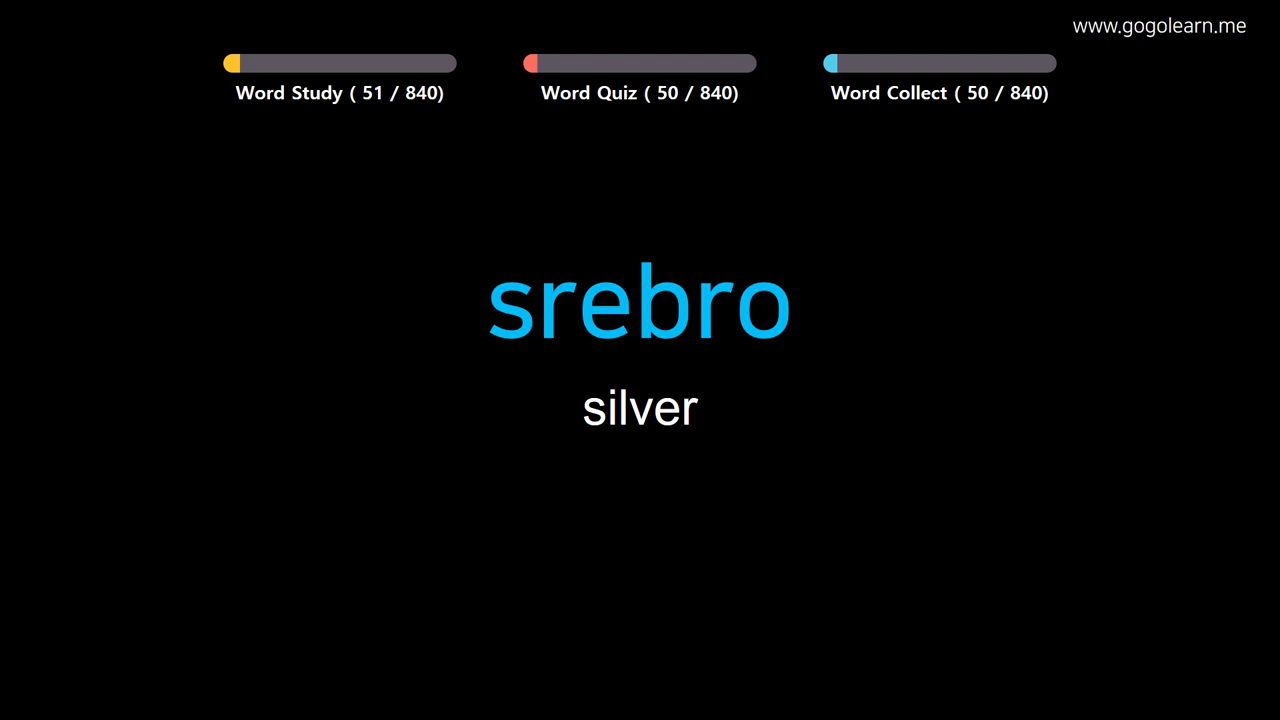 www.gogolearn.me
Word Study ( 51 / 840)
Word Quiz ( 50 / 840)
Word Collect ( 50 / 840)
srebro
silver